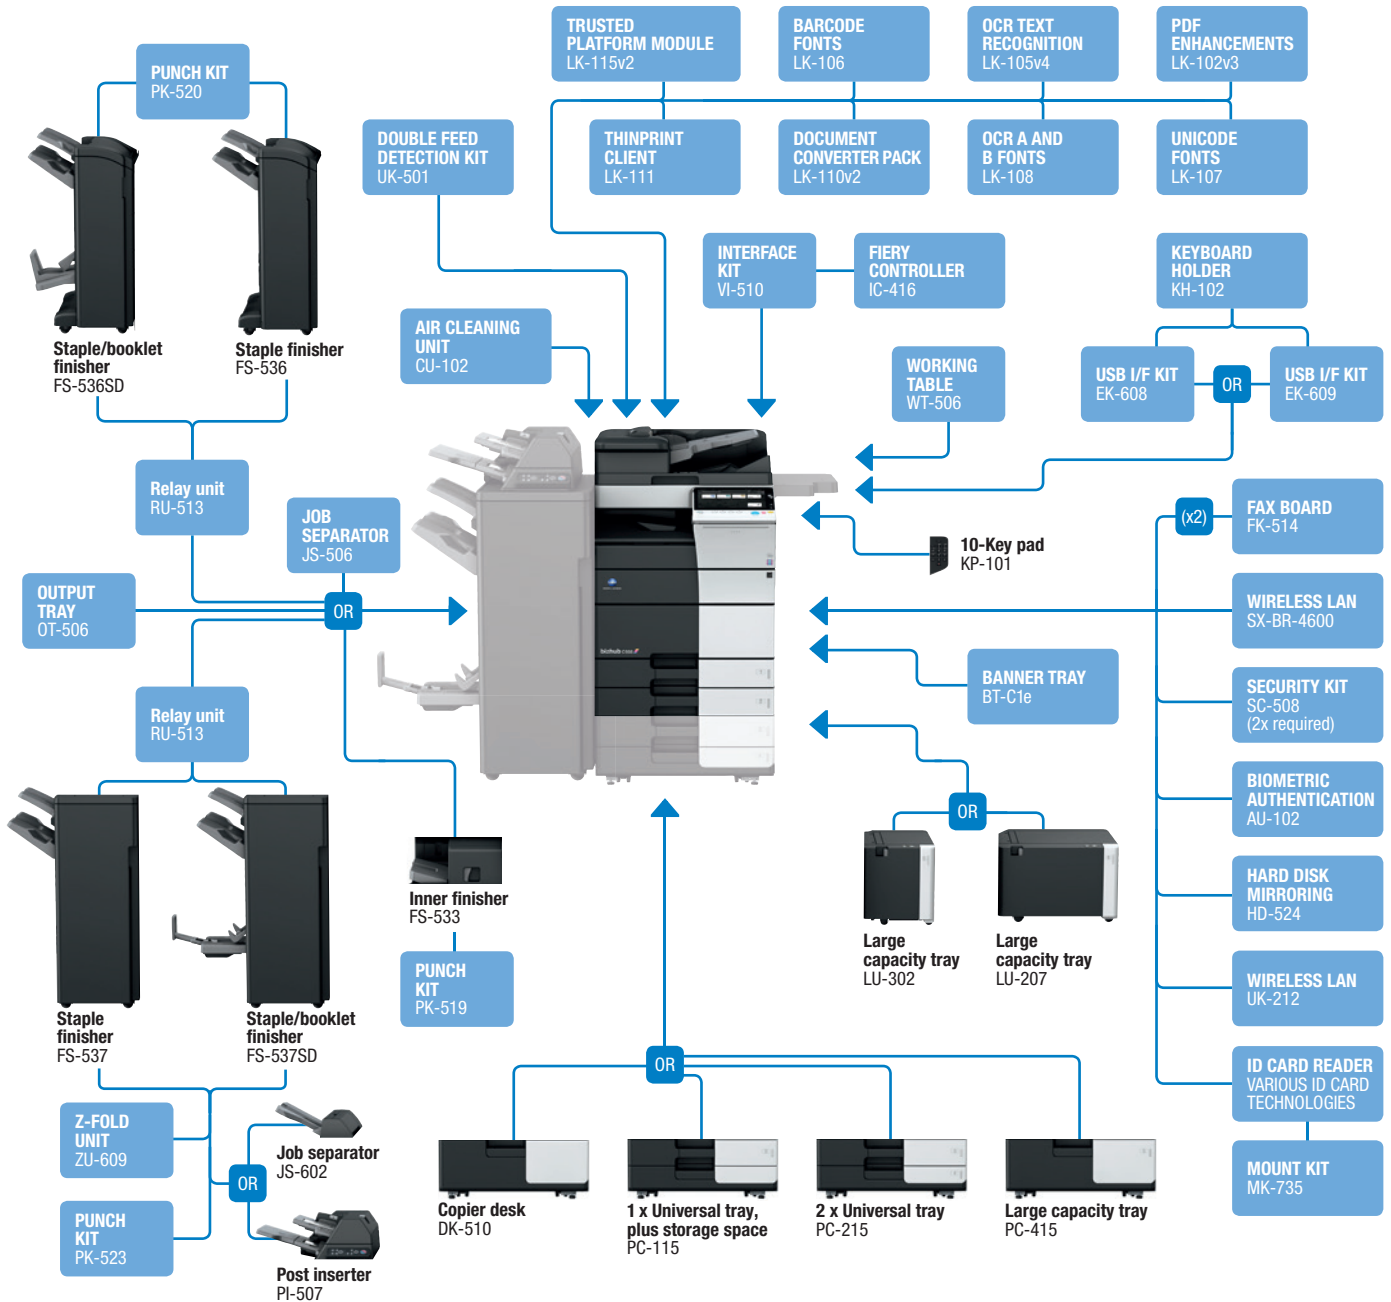 TRUSTED
PLATFORM MODULE
LK-115v2
BARCODE
FONTS
LK-106
OCR TEXT
RECOGNITION
LK-105v4
PDF
ENHANCEMENTS
LK-102v3
PUNCH KIT
PK-520
DOUBLE FEED
DETECTION KIT
UK-501
THINPRINT
CLIENT
LK-111
DOCUMENT
CONVERTER PACK
LK-110v2
OCR A AND
B FONTS
LK-108
UNICODE
FONTS
LK-107
INTERFACE
KIT
VI-510
FIERY
CONTROLLER
IC-416
KEYBOARD
HOLDER
KH-102
AIR CLEANING
UNIT
CU-102
Staple/booklet
finisher
FS-536SD
Staple finisher
FS-536
WORKING
TABLE
WT-506
USB I/F KIT
EK-608
OR
USB I/F KIT
EK-609
Relay unit
RU-513
JOB
SEPARATOR
JS-506
10-Key pad
KP-101
(x2)
FAX BOARD
FK-514
OUTPUT
TRAY
OT-506
OR
WIRELESS LAN
SX-BR-4600
bizhub
BANNER TRAY
BT-C1e
SECURITY KIT
SC-508
(2x required)
Relay unit
RU-513
BIOMETRIC
AUTHENTICATION
AU-102
OR
HARD DISK
MIRRORING
HD-524
Inner finisher
FS-533
Large
capacity tray
LU-302
Large
capacity tray
LU-207
PUNCH
KIT
PK-519
WIRELESS LAN
UK-212
Staple
finisher
FS-537
Staple/booklet
finisher
FS-537SD
OR
ID CARD READER
VARIOUS ID CARD
TECHNOLOGIES
Z-FOLD
UNIT
ZU-609
Job separator
JS-602
OR
MOUNT KIT
MK-735
PUNCH
KIT
PK-523
Post inserter
PI-507
Copier desk
DK-510
1 x Universal tray,
plus storage space
PC-115
2 x Universal tray
PC-215
Large capacity tray
PC-415